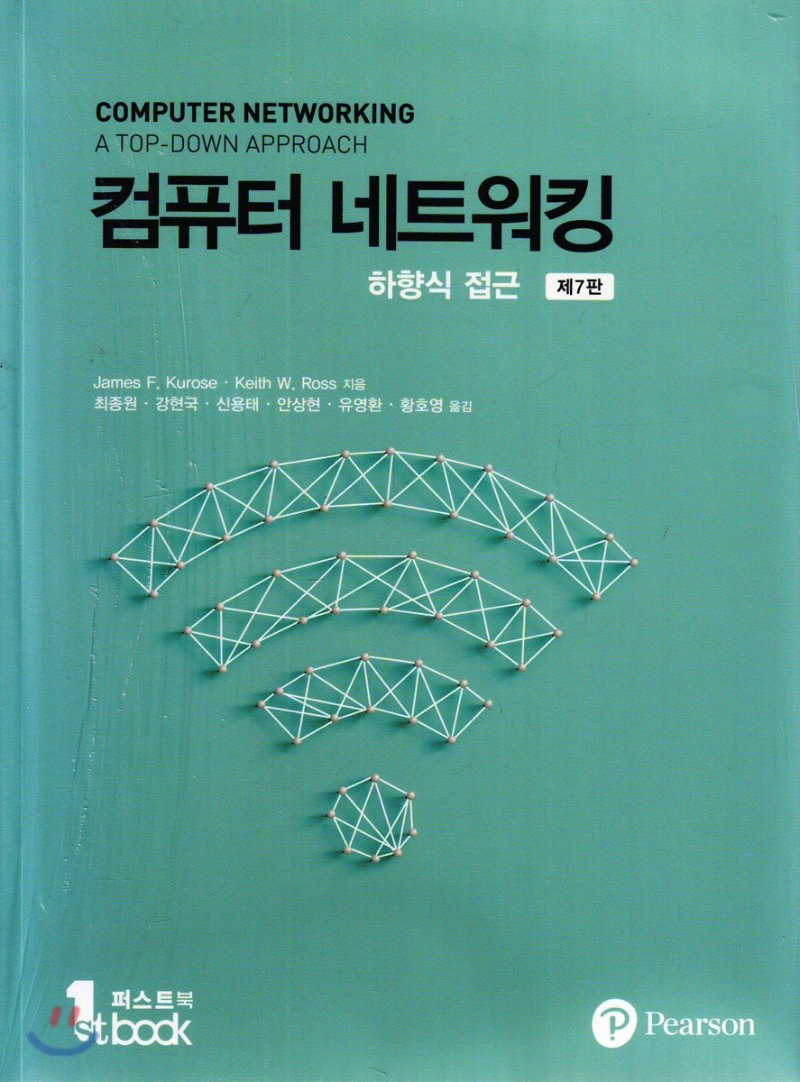 COMPUTER NETWORKING
A TOP-DOWN APPROACH
컴퓨터 네트워킹
하향식 접근 제7판
James F. Kurose · Keith W. Ross 지음
최종원 · 강현국 · 신용태 · 안상현 · 유영환 · 황호영 옮김
1st book 퍼스트북
Pearson